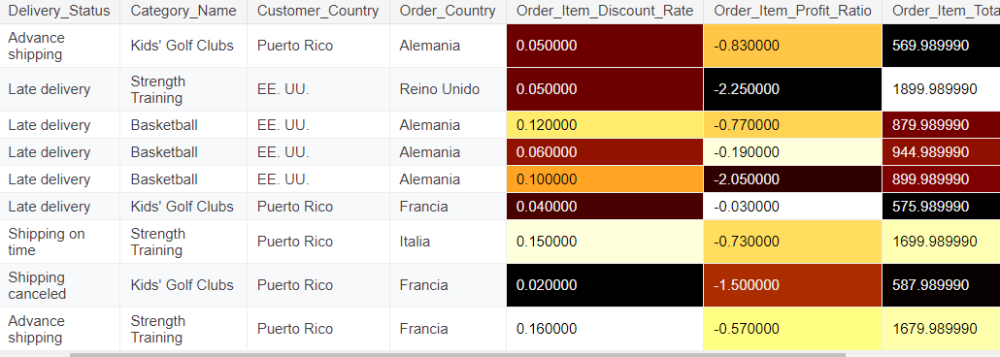 Delivery_Status Category_Name Customer_Country Order_Country Order_Item_Discount_Rate Order_Item_Profit_Ratio Order_Item_Tota
Advance shipping Kids' Golf Clubs Puerto Rico Alemania 0.050000 -0.830000 569.989990
Late delivery Strength Training EE. UU. Reino Unido 0.050000 -2.250000 1899.989990
Late delivery Basketball EE. UU. Alemania 0.120000 -0.770000 879.989990
Late delivery Basketball EE. UU. Alemania 0.060000 -0.190000 944.989990
Late delivery Basketball EE. UU. Alemania 0.100000 -2.050000 899.989990
Late delivery Kids' Golf Clubs Puerto Rico Francia 0.040000 -0.030000 575.989990
Shipping on time Strength Training Puerto Rico Italia 0.150000 -0.730000 1699.989990
Shipping canceled Kids' Golf Clubs Puerto Rico Francia 0.020000 -1.500000 587.989990
Advance shipping Strength Training Puerto Rico Francia 0.160000 -0.570000 1679.989990